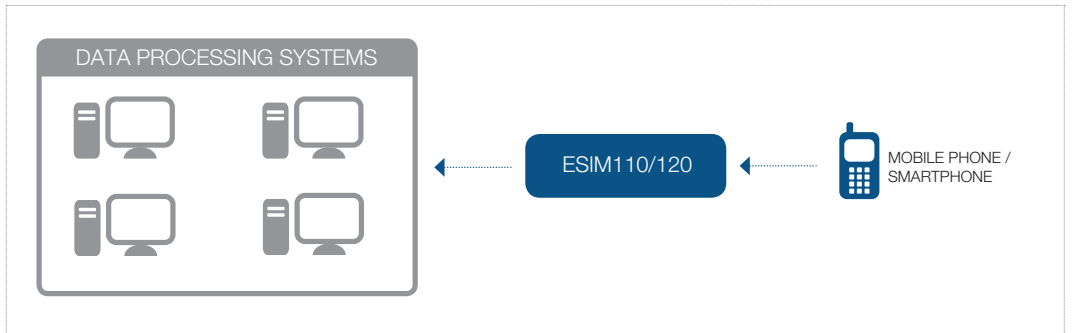 DATA PROCESSING SYSTEMS
ESIM110/120
MOBILE PHONE /
SMARTPHONE